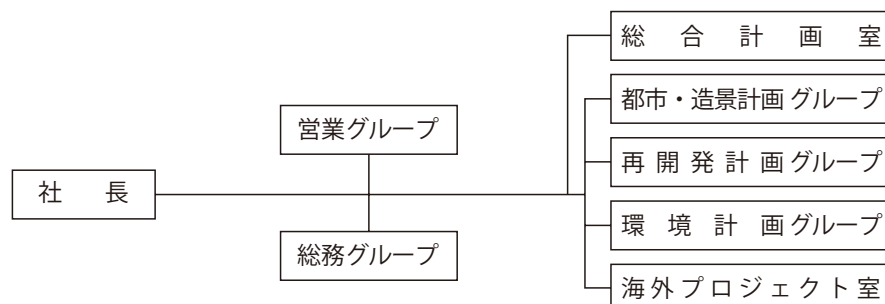 総合計画室
都市・造景計画グループ
営業グループ
再開発計画グループ
社長
環境計画グループ
総務グループ
海外プロジェクト室